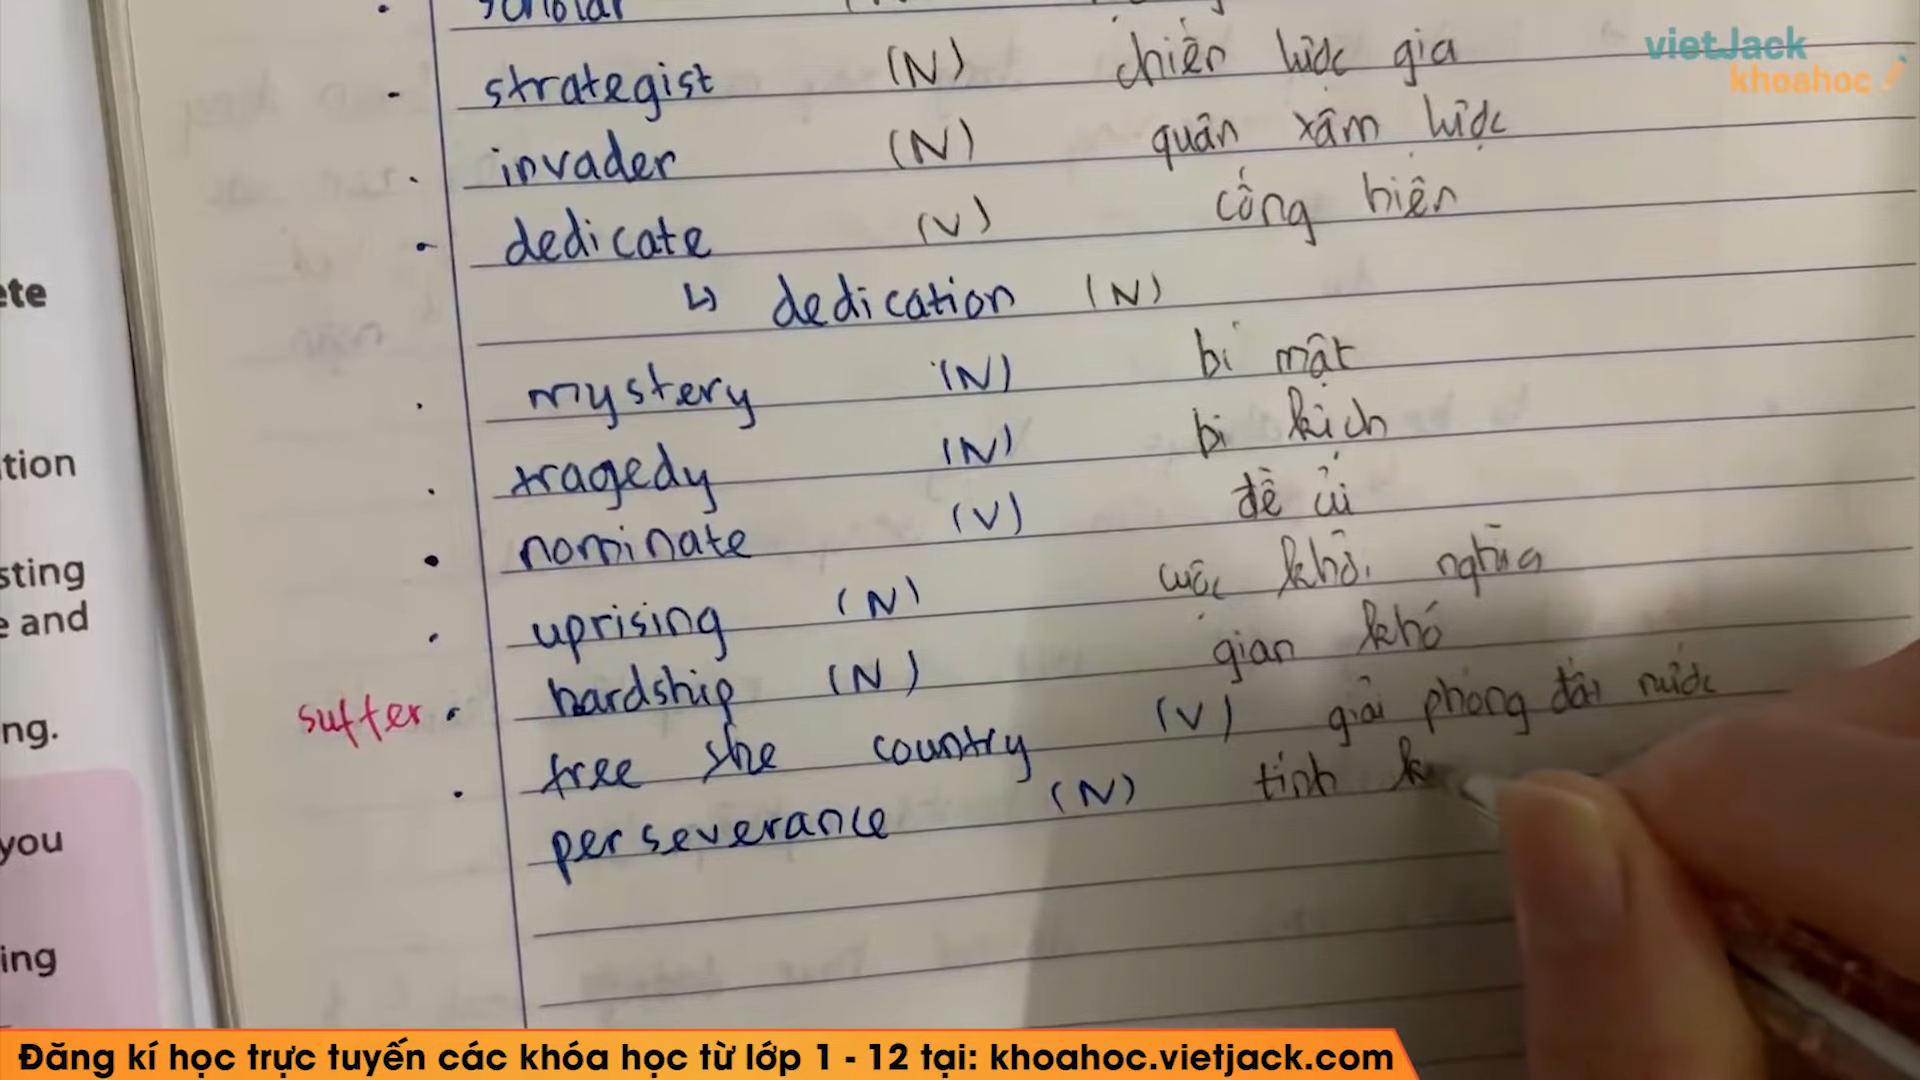 scholar
strategist (N) chiến lược gia
invader (N) quân xâm lược
dedicate (V) cống hiến
↳ dedication (N)
mystery (N) bí mật
tragedy (N) bi kịch
nominate (V) đề cử
uprising (N) cuộc khởi nghĩa
suffer hardship (N) gian khó
free the country (V) giải phóng đất nước
perseverance (N) tính k
ete
tion
sting
e and
ng.
you
ing
vietJack
khoahoc
Đăng kí học trực tuyến các khóa học từ lớp 1 - 12 tại: khoahoc.vietjack.com